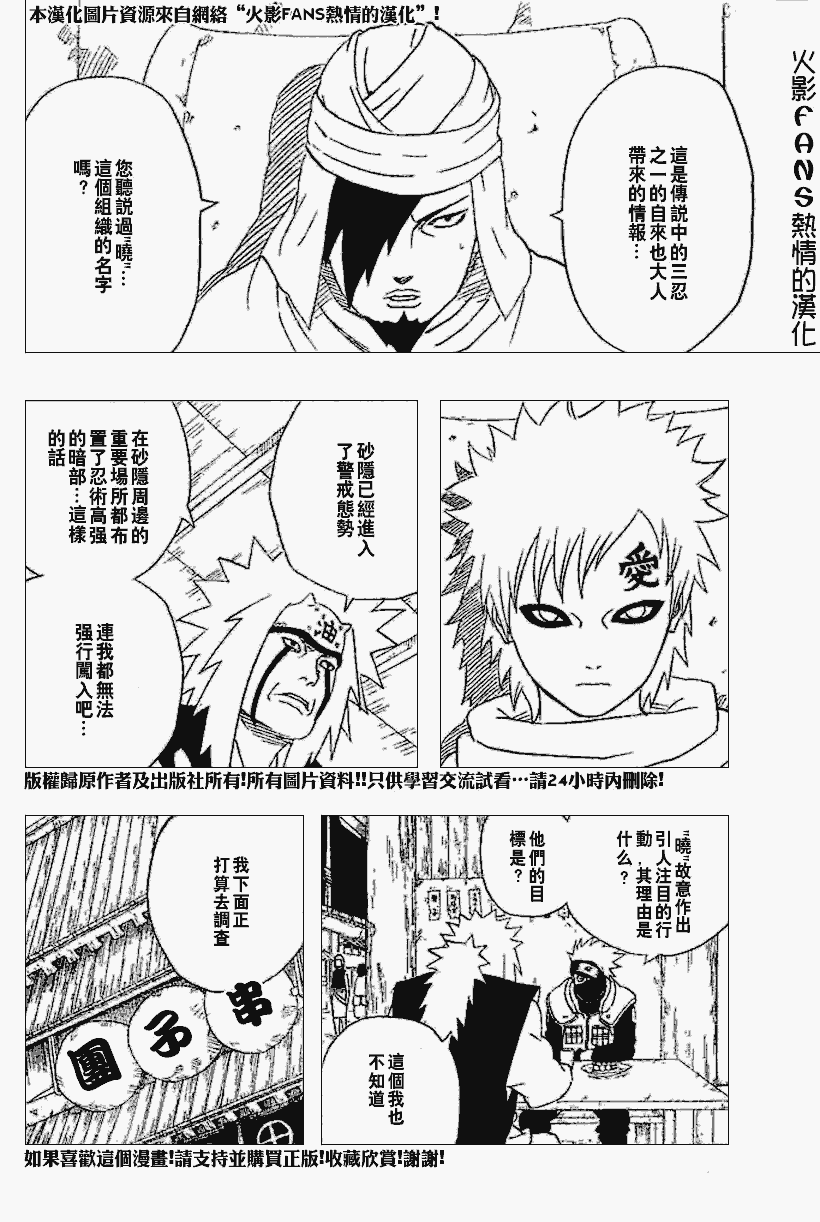 本漢化圖片資源來自網絡“火影FANS熱情的漢化”!
火影FANS熱情的漢化
這是傳説中的三忍
之一的自來也大人
帶來的情報…
您聽説過"曉"…
這個組織的名字
嗎？
愛
砂隱已經進入
了警戒態勢
在砂隱周邊的
重要場所都布
置了忍術高强
的暗部…這樣
的話
油
連我都無法
强行闖入吧…
版權歸原作者及出版社所有!所有圖片資料!!只供學習交流試看…請24小時內刪除!
"曉"故意作出
引人注目的行
動,其理由是
什么？
他們的目
標是？
這個我也
不知道
我下面正
打算去調查
串
子
團
如果喜歡這個漫畫!請支持並購買正版!收藏欣賞!謝謝!